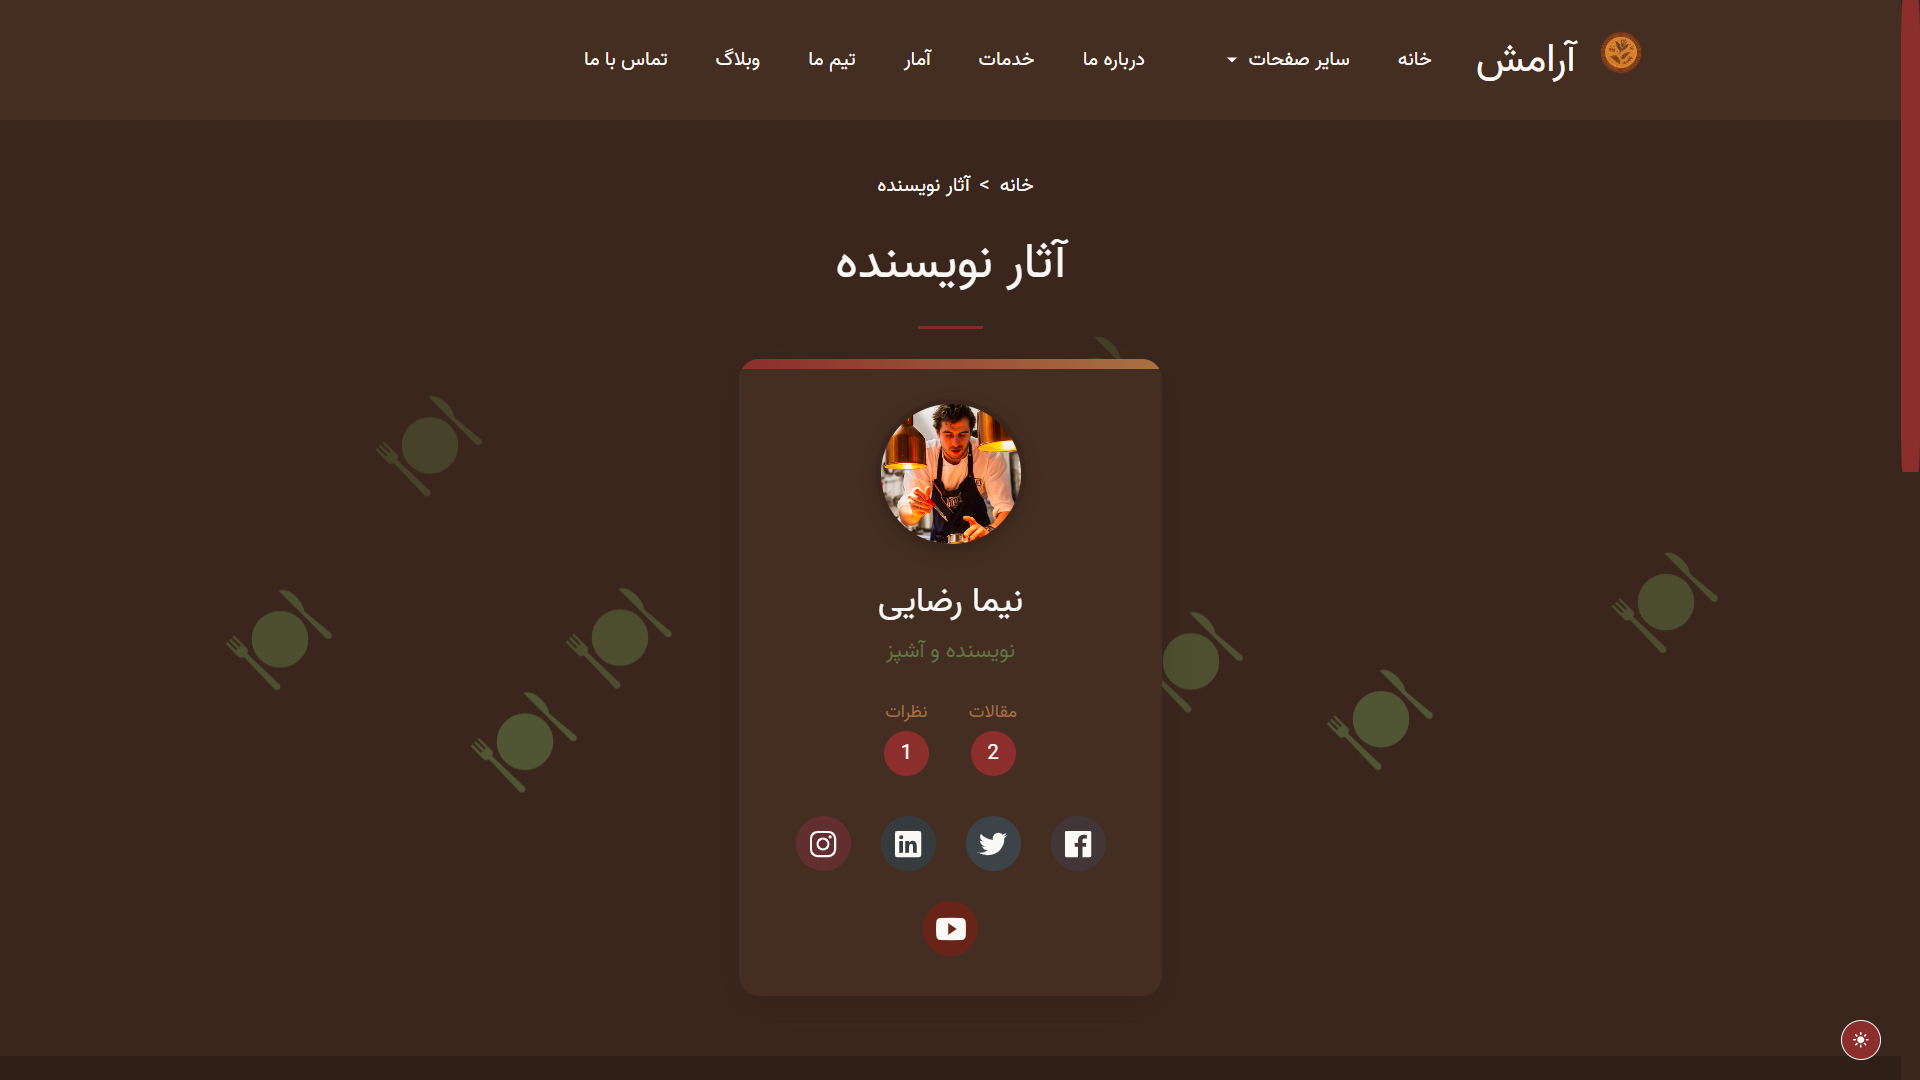 آرامش
خانه
سایر صفحات
درباره ما
خدمات
آمار
تیم ما
وبلاگ
تماس با ما
خانه > آثار نویسنده
آثار نویسنده
نیما رضایی
نویسنده و آشپز
مقالات
2
نظرات
1